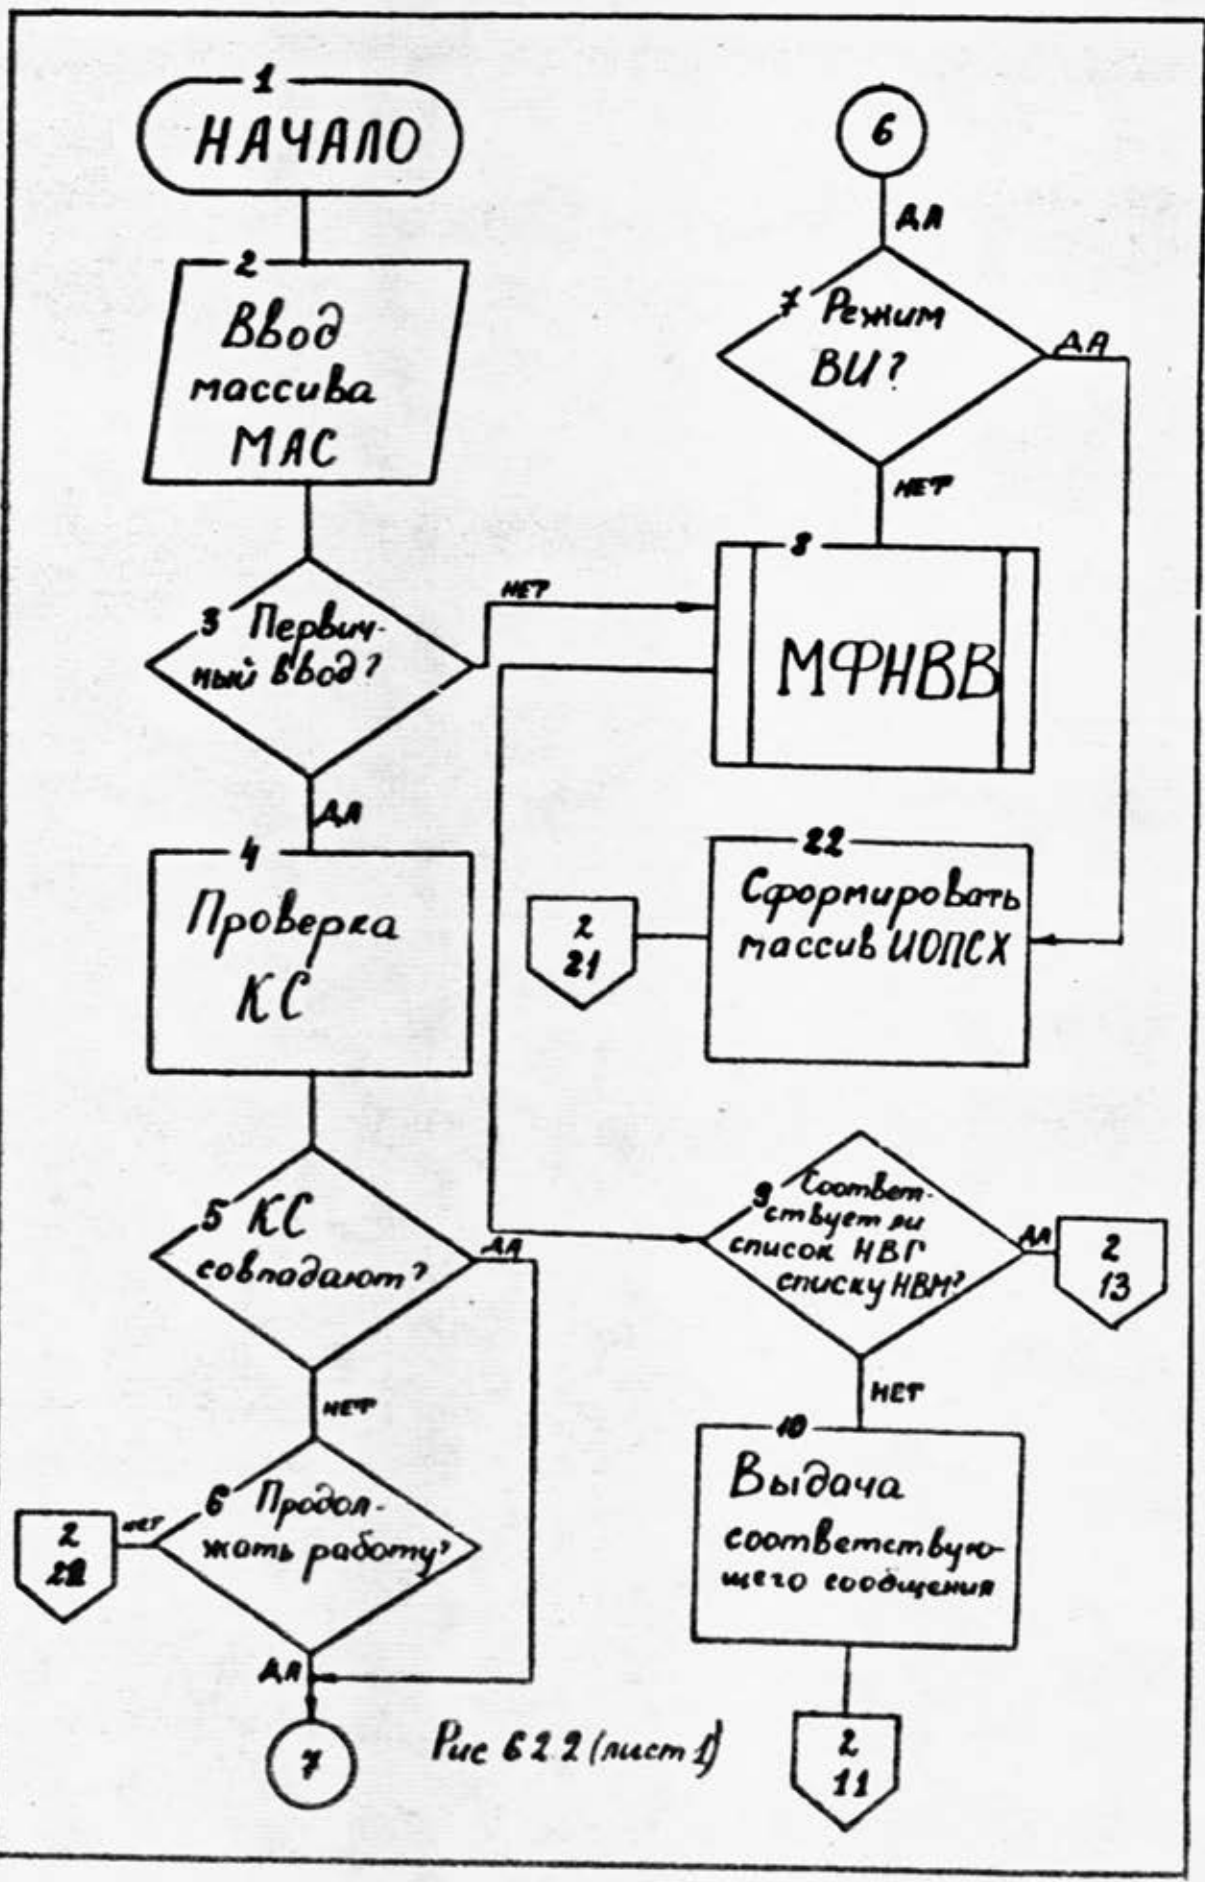 1
НАЧАЛО
2
Ввод
массива
МАС
3 Первич-
ный ввод?
НЕТ
ДА
4
Проверка
КС
5 КС
совпадают?
ДА
НЕТ
6 Продол-
жать работу?
НЕТ
2
ДА
7
6
ДА
7 Режим
ВИ?
ДА
НЕТ
8
МФНВВ
22
Сформировать
массив ИОПСХ
2
21
9 Соответ-
ствует ли
список НВГ
списку НВМ?
ДА
2
13
НЕТ
10
Выдача
соответствую-
щего сообщения
2
11
Рис 6 2.2 (лист 1)